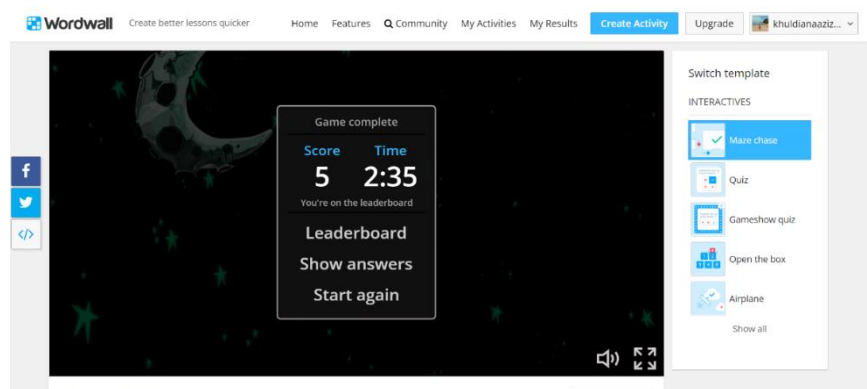 Wordwall Create better lessons quicker Home Features Community My Activities My Results Create Activity Upgrade khuldianaaziz...
Game complete
Score Time
5 2:35
You're on the leaderboard
Leaderboard
Show answers
Start again
f
</>
Switch template
INTERACTIVES
Maze chase
Quiz
Gameshow quiz
Open the box
Airplane
Show all